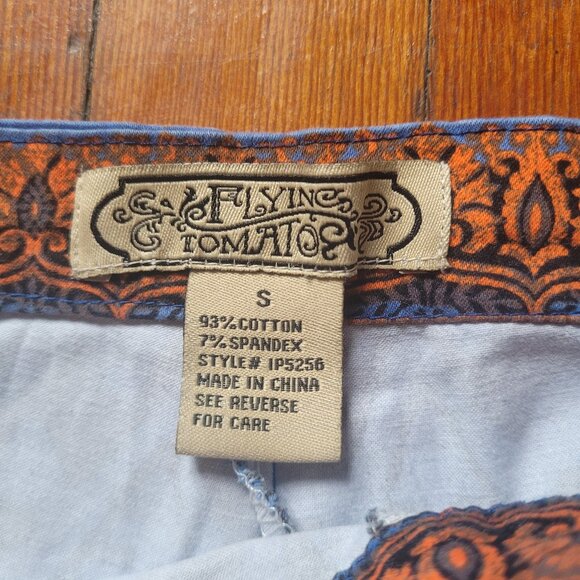 FLYING
TOMATO
S
93% COTTON
7% SPANDEX
STYLE# IP5256
MADE IN CHINA
SEE REVERSE
FOR CARE